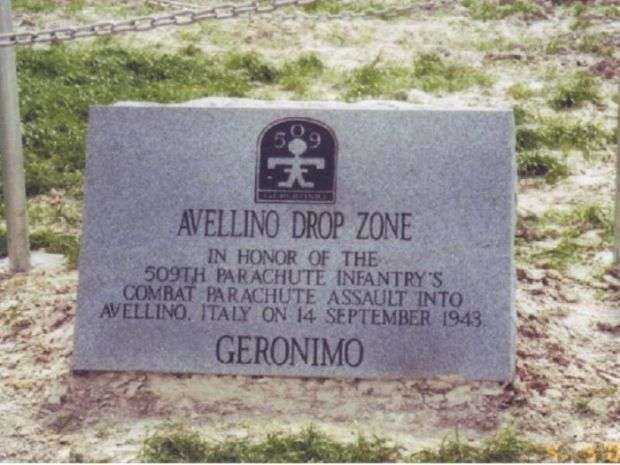 509
GERONIMO
AVELLINO DROP ZONE
IN HONOR OF THE
509TH PARACHUTE INFANTRY'S
COMBAT PARACHUTE ASSAULT INTO
AVELLINO, ITALY ON 14 SEPTEMBER 1943
GERONIMO